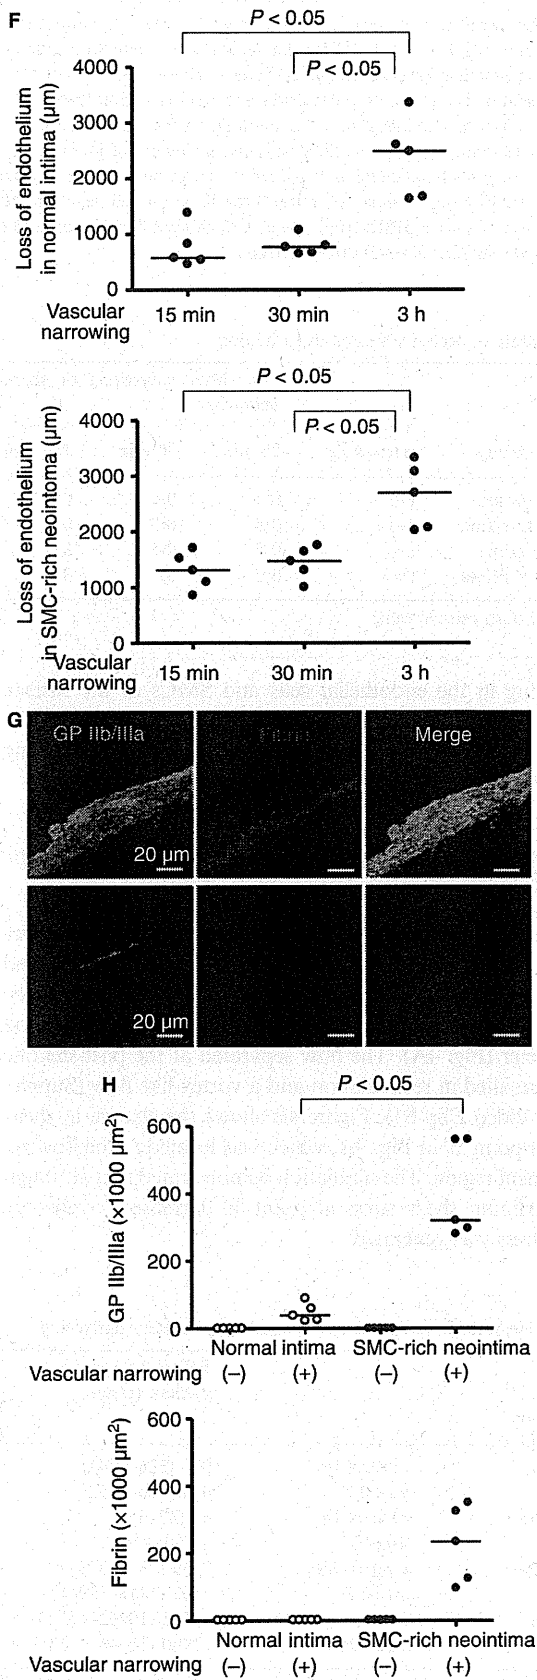 F
P < 0.05
P < 0.05
Loss of endothelium
in normal intima (μm)
4000
3000
2000
1000
0
Vascular
narrowing
15 min
30 min
3 h
P < 0.05
P < 0.05
Loss of endothelium
in SMC-rich neointoma (μm)
4000
3000
2000
1000
0
Vascular
narrowing
15 min
30 min
3 h
G
GP IIb/IIIa
Fibrin
Merge
20 μm
20 μm
H
P < 0.05
GP IIb/IIIa (×1000 μm²)
600
400
200
0
Normal intima
SMC-rich neointima
Vascular narrowing
(–)
(+)
(–)
(+)
Fibrin (×1000 μm²)
600
400
200
0
Normal intima
SMC-rich neointima
Vascular narrowing
(–)
(+)
(–)
(+)